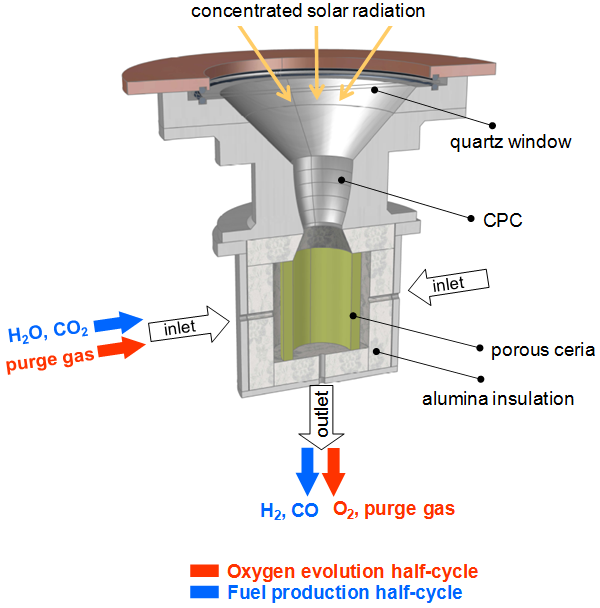 concentrated solar radiation
quartz window
CPC
inlet
H₂O, CO₂
inlet
purge gas
porous ceria
alumina insulation
outlet
H₂, CO
O₂, purge gas
Oxygen evolution half-cycle
Fuel production half-cycle